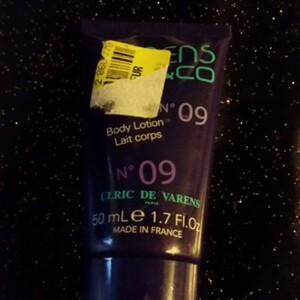 ENS
&CO
N° 09
Body Lotion
Lait corps
N° 09
ULRIC DE VARENS
PARIS
50 mL e 1.7 Fl.Oz
MADE IN FRANCE